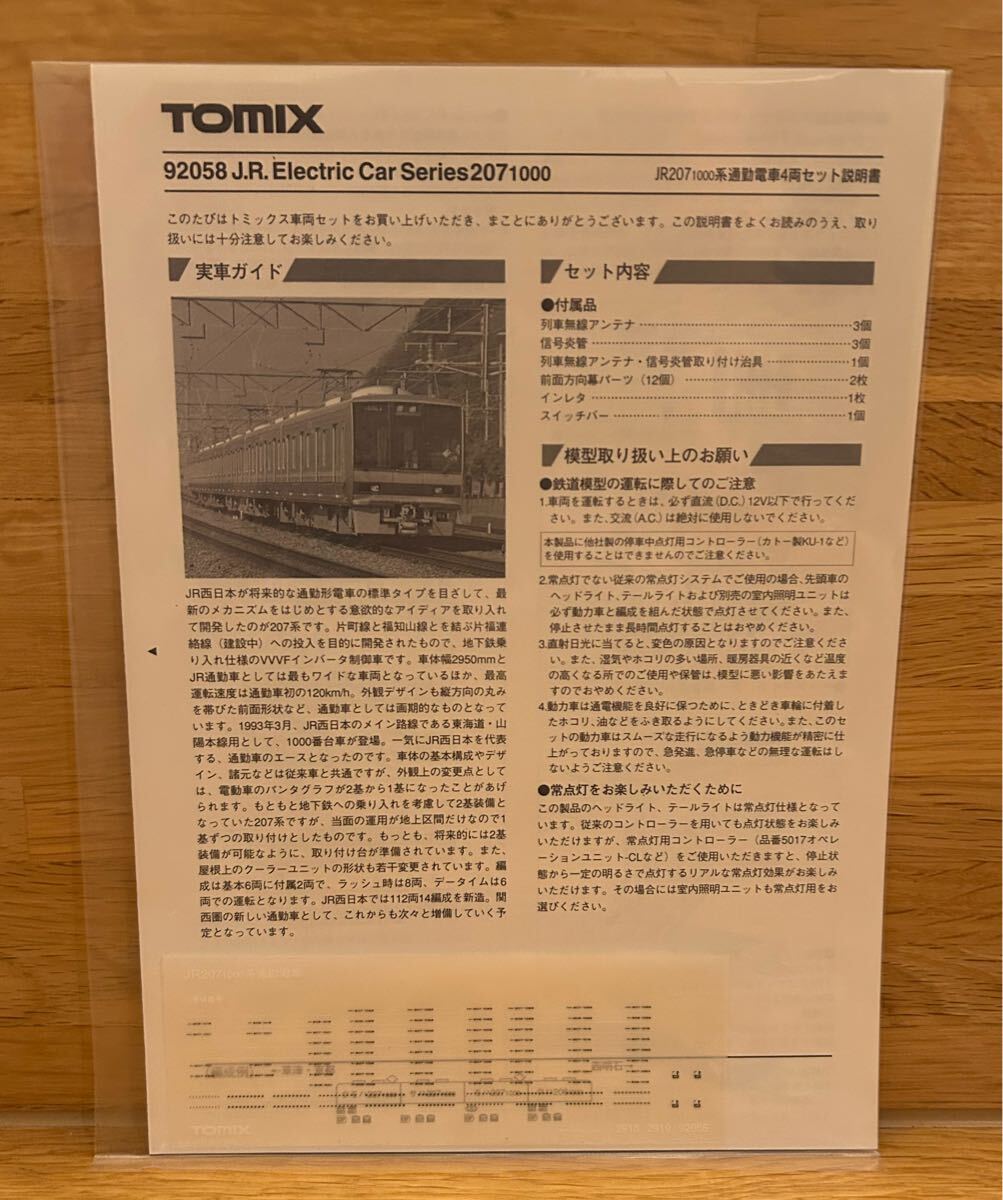 TOMIX
92058 J.R. Electric Car Series2071000
JR2071000系通勤電車4両セット説明書
このたびはトミックス車両セットをお買い上げいただき、まことにありがとうございます。この説明書をよくお読みのうえ、取り
扱いには十分注意してお楽しみください。
実車ガイド
JR西日本が将来的な通勤形電車の標準タイプを目ざして、最
新のメカニズムをはじめとする意欲的なアイディアを取り入れ
て開発したのが207系です。片町線と福知山線とを結ぶ片福連
絡線（建設中）への投入を目的に開発されたもので、地下鉄乗
り入れ仕様のVVVFインバータ制御車です。車体幅2950mmと
JR通勤車としては最もワイドな車両となっているほか、最高
運転速度は通勤車初の120km/h。外観デザインも縦方向の丸み
を帯びた前面形状など、通勤車としては画期的なものとなって
います。1993年3月、JR西日本のメイン路線である東海道・山
陽本線用として、1000番台車が登場。一気にJR西日本を代表
する、通勤車のエースとなったのです。車体の基本構成やデザ
イン、諸元などは従来車と共通ですが、外観上の変更点として
は、電動車のパンタグラフが2基から1基になったことがあげ
られます。もともと地下鉄への乗り入れを考慮して2基装備と
なっていた207系ですが、当面の運用が地上区間だけなので1
基ずつの取り付けとしたものです。もっとも、将来的には2基
装備が可能なように、取り付け台が準備されています。また、
屋根上のクーラーユニットの形状も若干変更されています。編
成は基本6両に付属2両で、ラッシュ時は8両、データイムは6
両での運転となります。JR西日本では112両14編成を新造。関
西圏の新しい通勤車として、これからも次々と増備していく予
定となっています。
セット内容
●付属品
列車無線アンテナ……………………………3個
信号炎管……………………………3個
列車無線アンテナ・信号炎管取り付け治具……………1個
前面方向幕パーツ（12個）……………………2枚
インレタ……………………………1枚
スイッチバー……………………………1個
模型取り扱い上のお願い
●鉄道模型の運転に際してのご注意
1.車両を運転するときは、必ず直流（D.C.）12V以下で行ってくだ
さい。また、交流（A.C.）は絶対に使用しないでください。
本製品に他社製の停車中点灯用コントローラー（カトー製KU-1など）
を使用することはできませんのでご注意ください。
2.常点灯でない従来の常点灯システムでご使用の場合、先頭車の
ヘッドライト、テールライトおよび別売の室内照明ユニットは
必ず動力車と編成を組んだ状態で点灯させてください。また、
停止させたまま長時間点灯することはおやめください。
3.直射日光に当てると、変色の原因となりますのでご注意くださ
い。また、湿気やホコリの多い場所、暖房器具の近くなど温度
の高くなる所でのご使用や保管は、模型に悪い影響をあたえま
すのでおやめください。
4.動力車は通電機能を良好に保つために、ときどき車輪に付着し
たホコリ、油などをふき取るようにしてください。また、このセ
ットの動力車はスムーズな走行になるよう動力機能が精密に仕
上がっておりますので、急発進、急停車などの無理な運転はし
ないようご注意ください。
●常点灯をお楽しみいただくために
この製品のヘッドライト、テールライトは常点灯仕様となって
います。従来のコントローラーを用いても点灯状態をお楽しみ
いただけますが、常点灯用コントローラー（品番5017オペレ
ーションユニット-CLなど）をご使用いただきますと、停止状
態から一定の明るさで点灯するリアルな常点灯効果がお楽しみ
いただけます。その場合には室内照明ユニットも常点灯用をお
選びください。
JR2071000系通勤電車
TOMIX